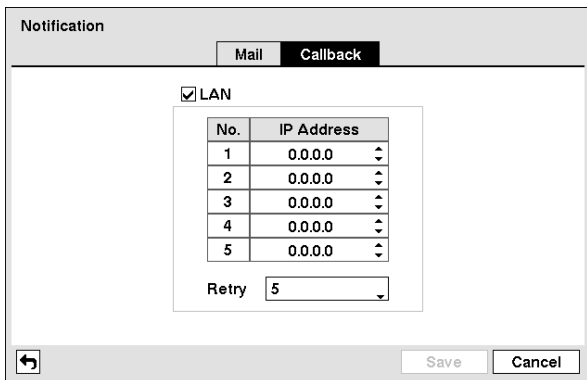 Notification
Mail Callback
LAN
No. IP Address
1 0.0.0.0
2 0.0.0.0
3 0.0.0.0
4 0.0.0.0
5 0.0.0.0
Retry 5
Save Cancel